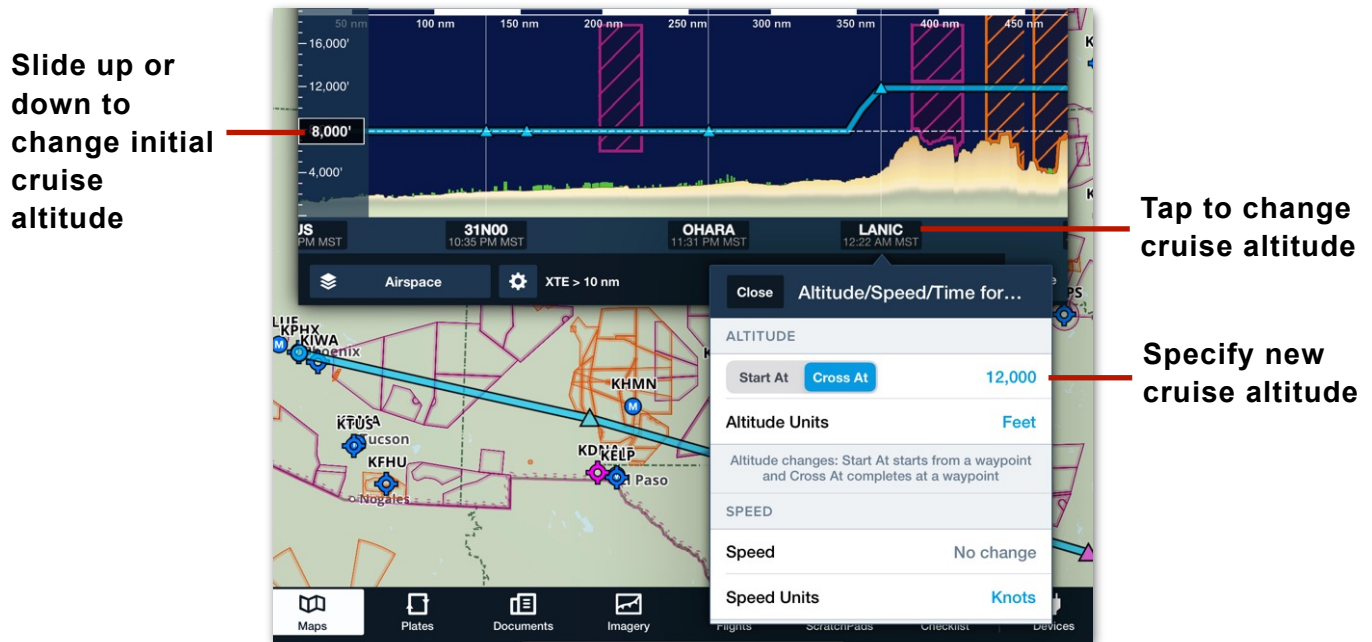 Slide up or
down to
change initial
cruise
altitude
50 nm 100 nm 150 nm 200 nm 250 nm 300 nm 350 nm 400 nm 450 nm
16,000'
12,000'
8,000'
4,000'
US 31N00 OHARA LANIC
PM MST 10:35 PM MST 11:31 PM MST 12:22 AM MST
Airspace XTE > 10 nm
Tap to change
cruise altitude
Close Altitude/Speed/Time for…
ALTITUDE
Start At Cross At 12,000
Altitude Units Feet
Altitude changes: Start At starts from a waypoint
and Cross At completes at a waypoint
SPEED
Speed No change
Speed Units Knots
Specify new
cruise altitude
KPHX
KIWA
M
KHMN
M
KTUS
Tucson
KFHU
Nogales
KELP
Paso
Maps Plates Documents Imagery Flights ScratchPads Checklist Devices